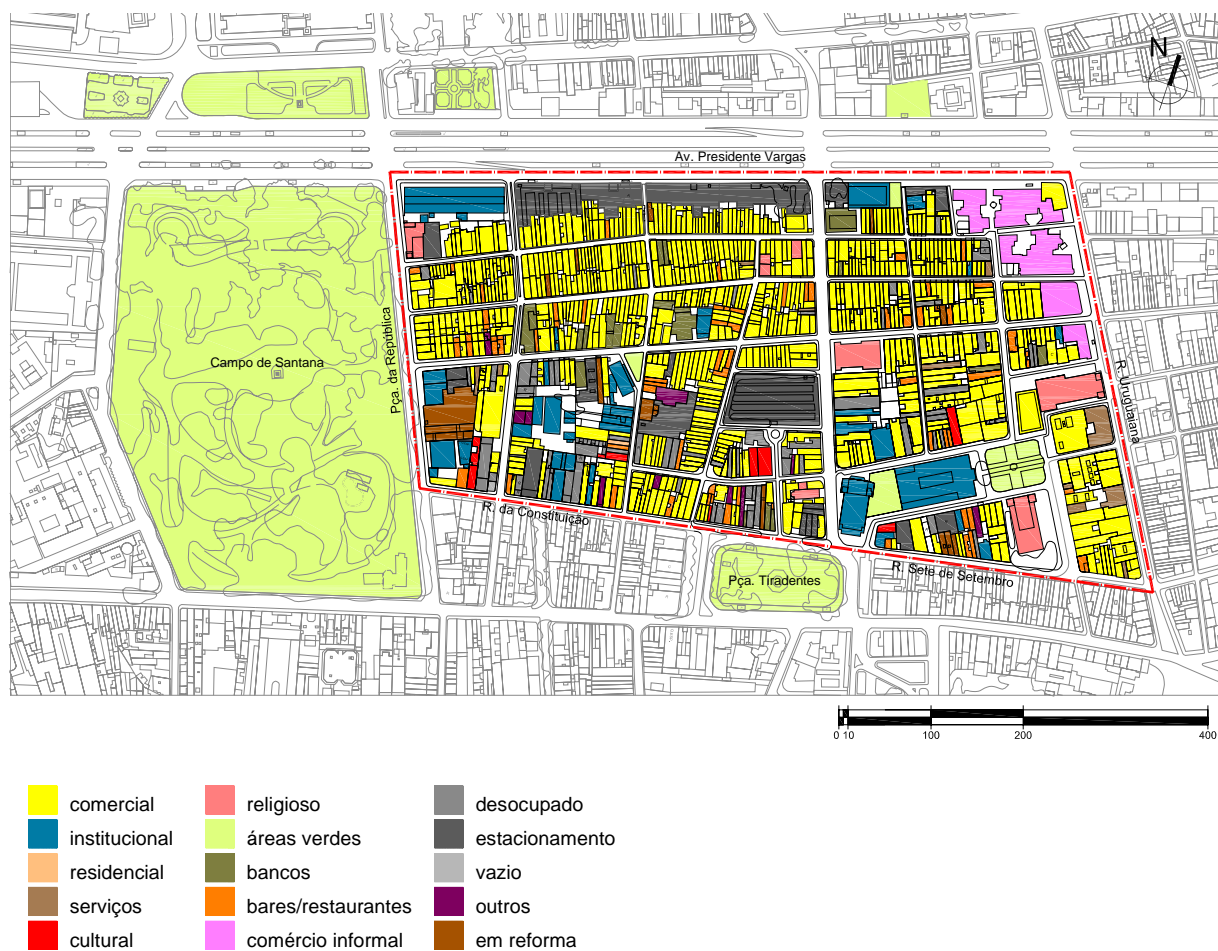 N
Av. Presidente Vargas
Campo de Santana
Pça. da República
R. Uruguaiana
R. da Constituição
Pça. Tiradentes
R. Sete de Setembro
0 10 100 200 400
comercial
institucional
residencial
serviços
cultural
religioso
áreas verdes
bancos
bares/restaurantes
comércio informal
desocupado
estacionamento
vazio
outros
em reforma